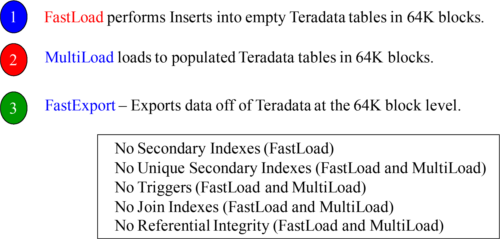 1 FastLoad performs Inserts into empty Teradata tables in 64K blocks.
2 MultiLoad loads to populated Teradata tables in 64K blocks.
3 FastExport – Exports data off of Teradata at the 64K block level.
No Secondary Indexes (FastLoad)
No Unique Secondary Indexes (FastLoad and MultiLoad)
No Triggers (FastLoad and MultiLoad)
No Join Indexes (FastLoad and MultiLoad)
No Referential Integrity (FastLoad and MultiLoad)